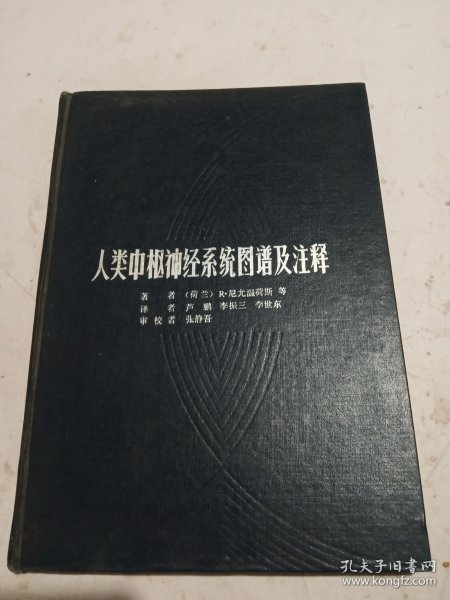 人类中枢神经系统图谱及注释
著 者 (荷兰) R·尼尤温荷斯 等
译 者 芦鹏 李振三 李世东
审校者 张静吾
孔夫子旧书网
www.kongfz.com